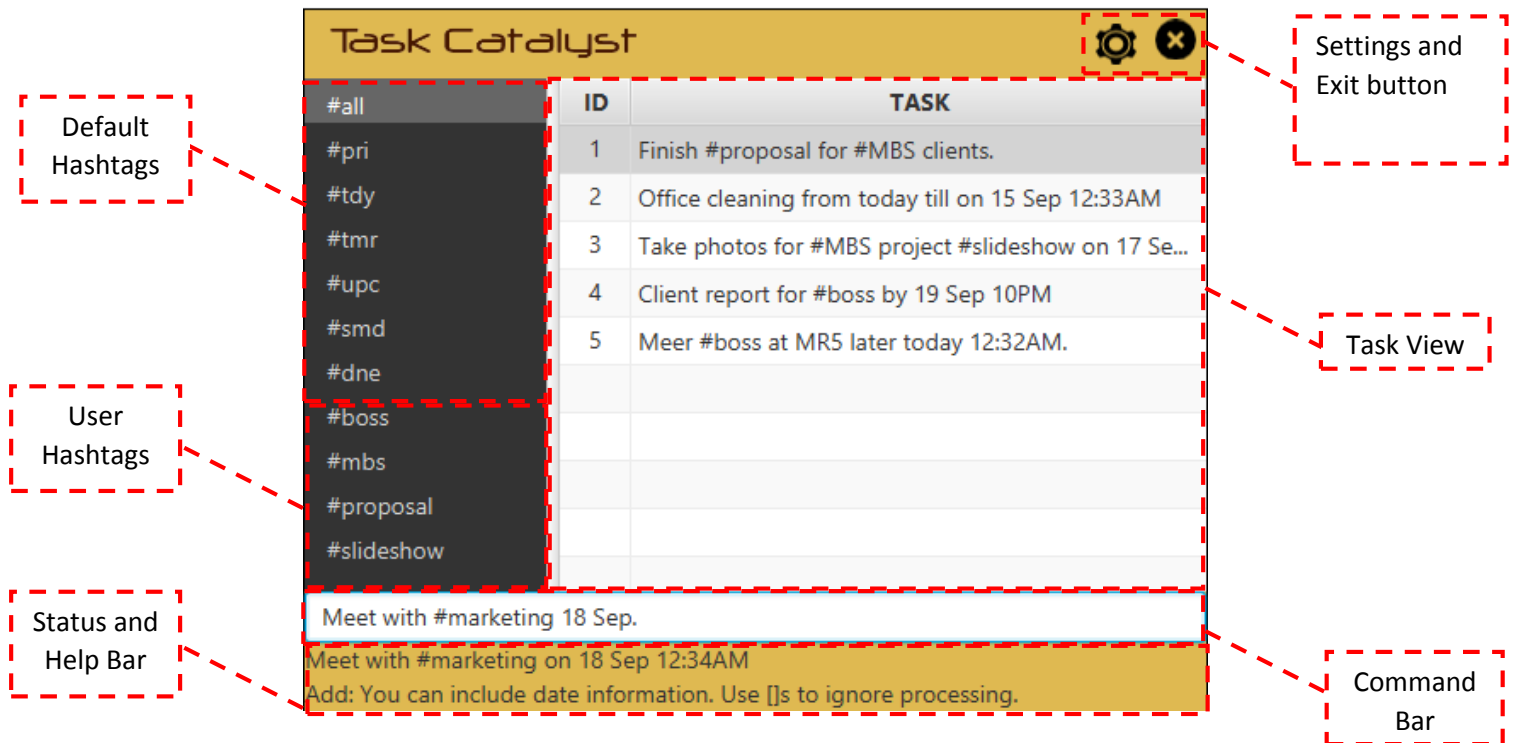 Task Catalyst
Settings and
Exit button
Default
Hashtags
#all
#pri
#tdy
#tmr
#upc
#smd
#dne
User
Hashtags
#boss
#mbs
#proposal
#slideshow
ID TASK
1 Finish #proposal for #MBS clients.
2 Office cleaning from today till on 15 Sep 12:33AM
3 Take photos for #MBS project #slideshow on 17 Se...
4 Client report for #boss by 19 Sep 10PM
5 Meer #boss at MR5 later today 12:32AM.
Task View
Meet with #marketing 18 Sep.
Status and
Help Bar
Meet with #marketing on 18 Sep 12:34AM
Add: You can include date information. Use []s to ignore processing.
Command
Bar